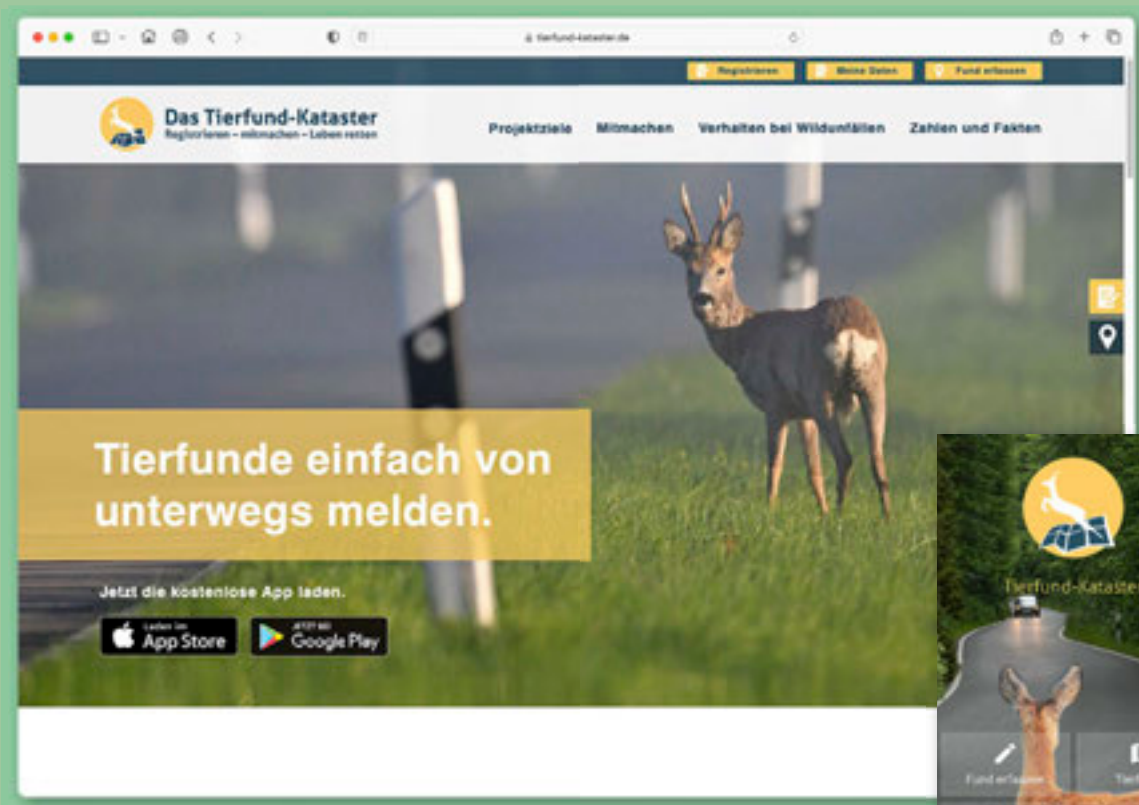 tierfund-kataster.de
Registrieren
Meine Daten
Fund erfassen
Das Tierfund-Kataster
Registrieren – mitmachen – Leben retten
Projektziele
Mitmachen
Verhalten bei Wildunfällen
Zahlen und Fakten
Tierfunde einfach von
unterwegs melden.
Jetzt die kostenlose App laden.
Laden im
App Store
JETZT BEI
Google Play
Tierfund-Kataster
Fund erfassen